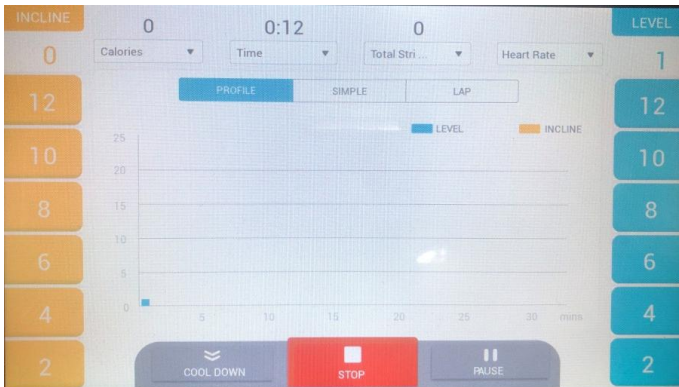 INCLINE
0
0:12
0
LEVEL
0
Calories
Time
Total Stri ...
Heart Rate
1
PROFILE
SIMPLE
LAP
12
12
LEVEL
INCLINE
25
10
10
20
8
15
8
10
6
6
5
4
0
5
10
15
20
25
30
mins
4
2
COOL DOWN
STOP
PAUSE
2